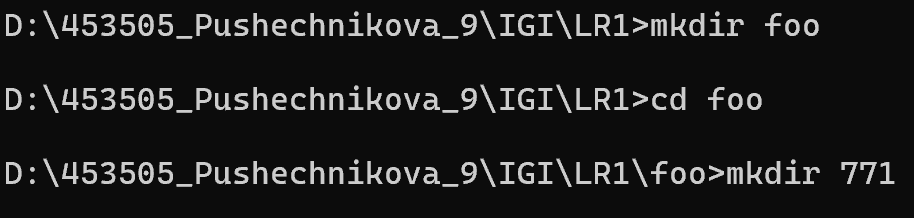 D:\453505_Pushechnikova_9\IGI\LR1>mkdir foo
D:\453505_Pushechnikova_9\IGI\LR1>cd foo
D:\453505_Pushechnikova_9\IGI\LR1\foo>mkdir 771